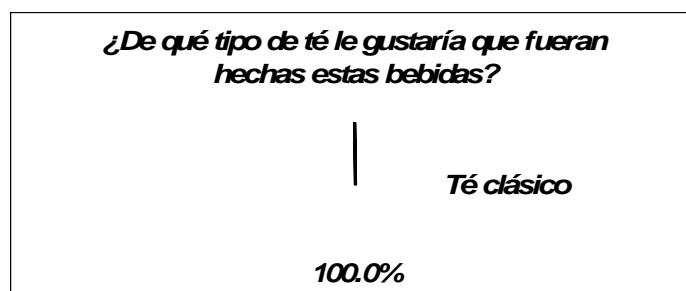 ¿De qué tipo de té le gustaría que fueran
hechas estas bebidas?
Té clásico
100.0%